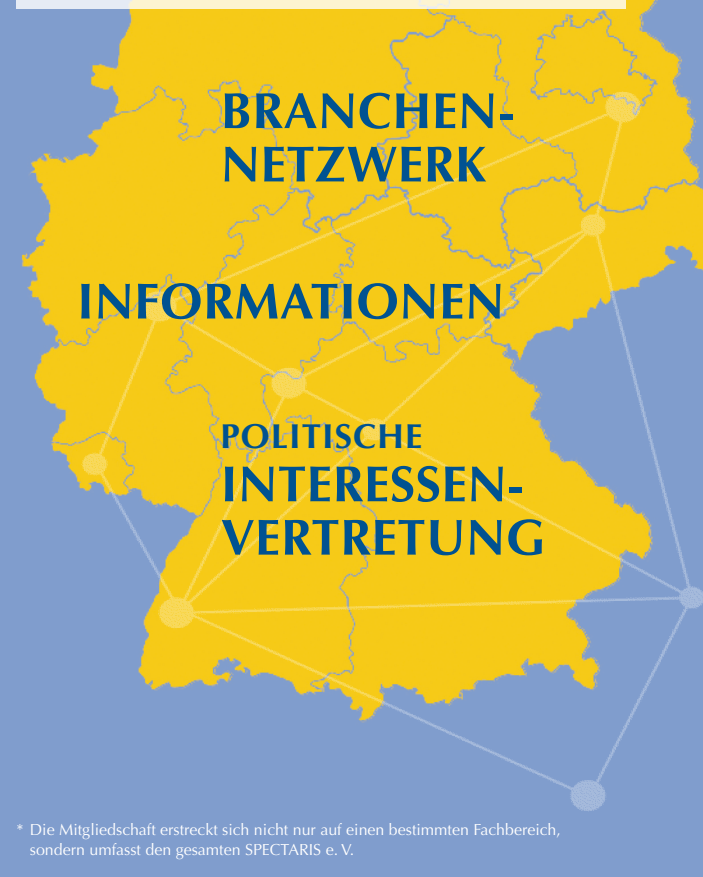 BRANCHEN-
NETZWERK
INFORMATIONEN
POLITISCHE
INTERESSEN-
VERTRETUNG
* Die Mitgliedschaft erstreckt sich nicht nur auf einen bestimmten Fachbereich,
sondern umfasst den gesamten SPECTARIS e. V.